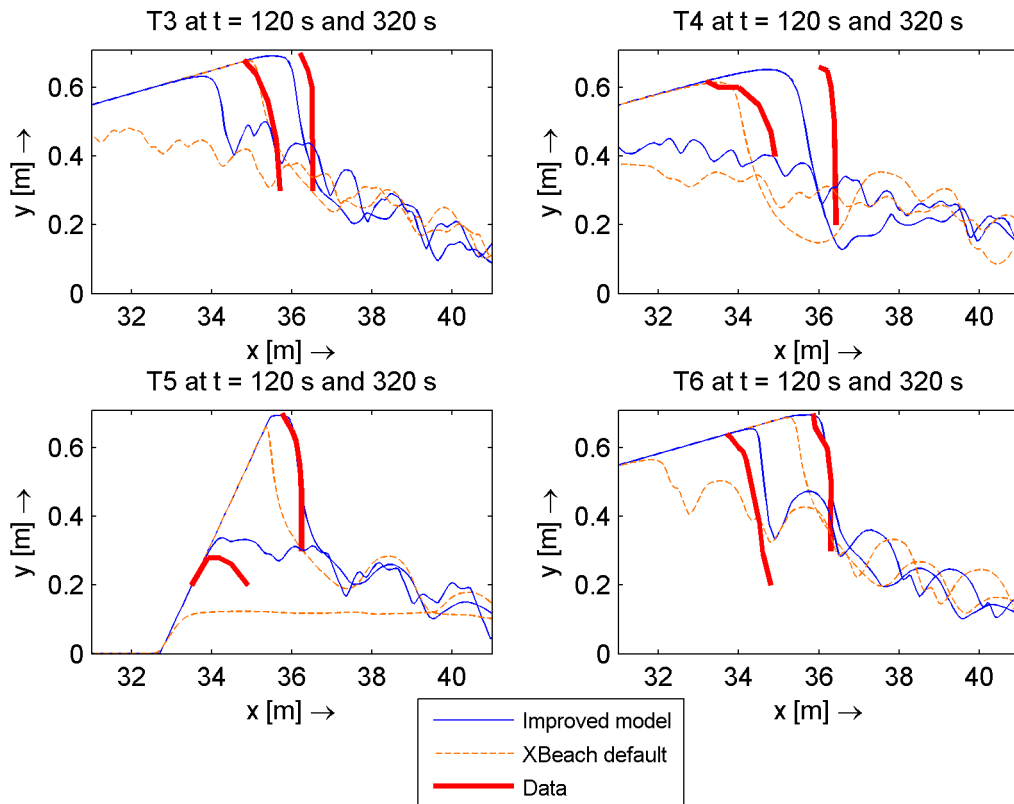 T3 at t = 120 s and 320 s
T4 at t = 120 s and 320 s
y [m] →
0.6
0.4
0.2
0
32 34 36 38 40
x [m] →
y [m] →
0.6
0.4
0.2
0
32 34 36 38 40
x [m] →
T5 at t = 120 s and 320 s
T6 at t = 120 s and 320 s
y [m] →
0.6
0.4
0.2
0
32 34 36 38 40
x [m] →
y [m] →
0.6
0.4
0.2
0
32 34 36 38 40
x [m] →
Improved model
XBeach default
Data